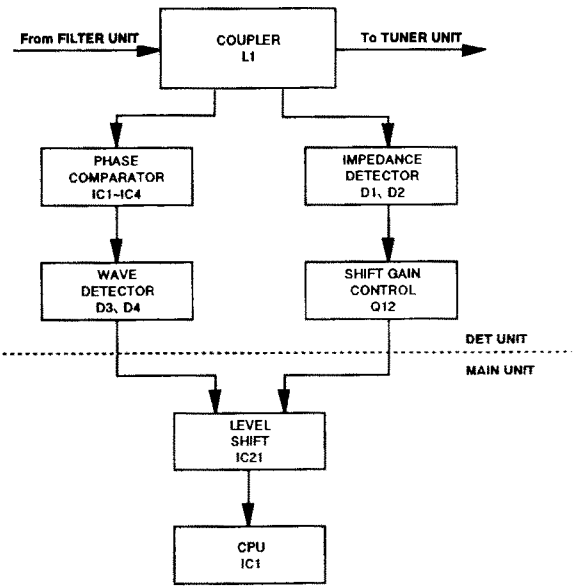 From FILTER UNIT
COUPLER
L1
To TUNER UNIT
PHASE
COMPARATOR
IC1~IC4
IMPEDANCE
DETECTOR
D1、D2
WAVE
DETECTOR
D3、D4
SHIFT GAIN
CONTROL
Q12
DET UNIT
MAIN UNIT
LEVEL
SHIFT
IC21
CPU
IC1